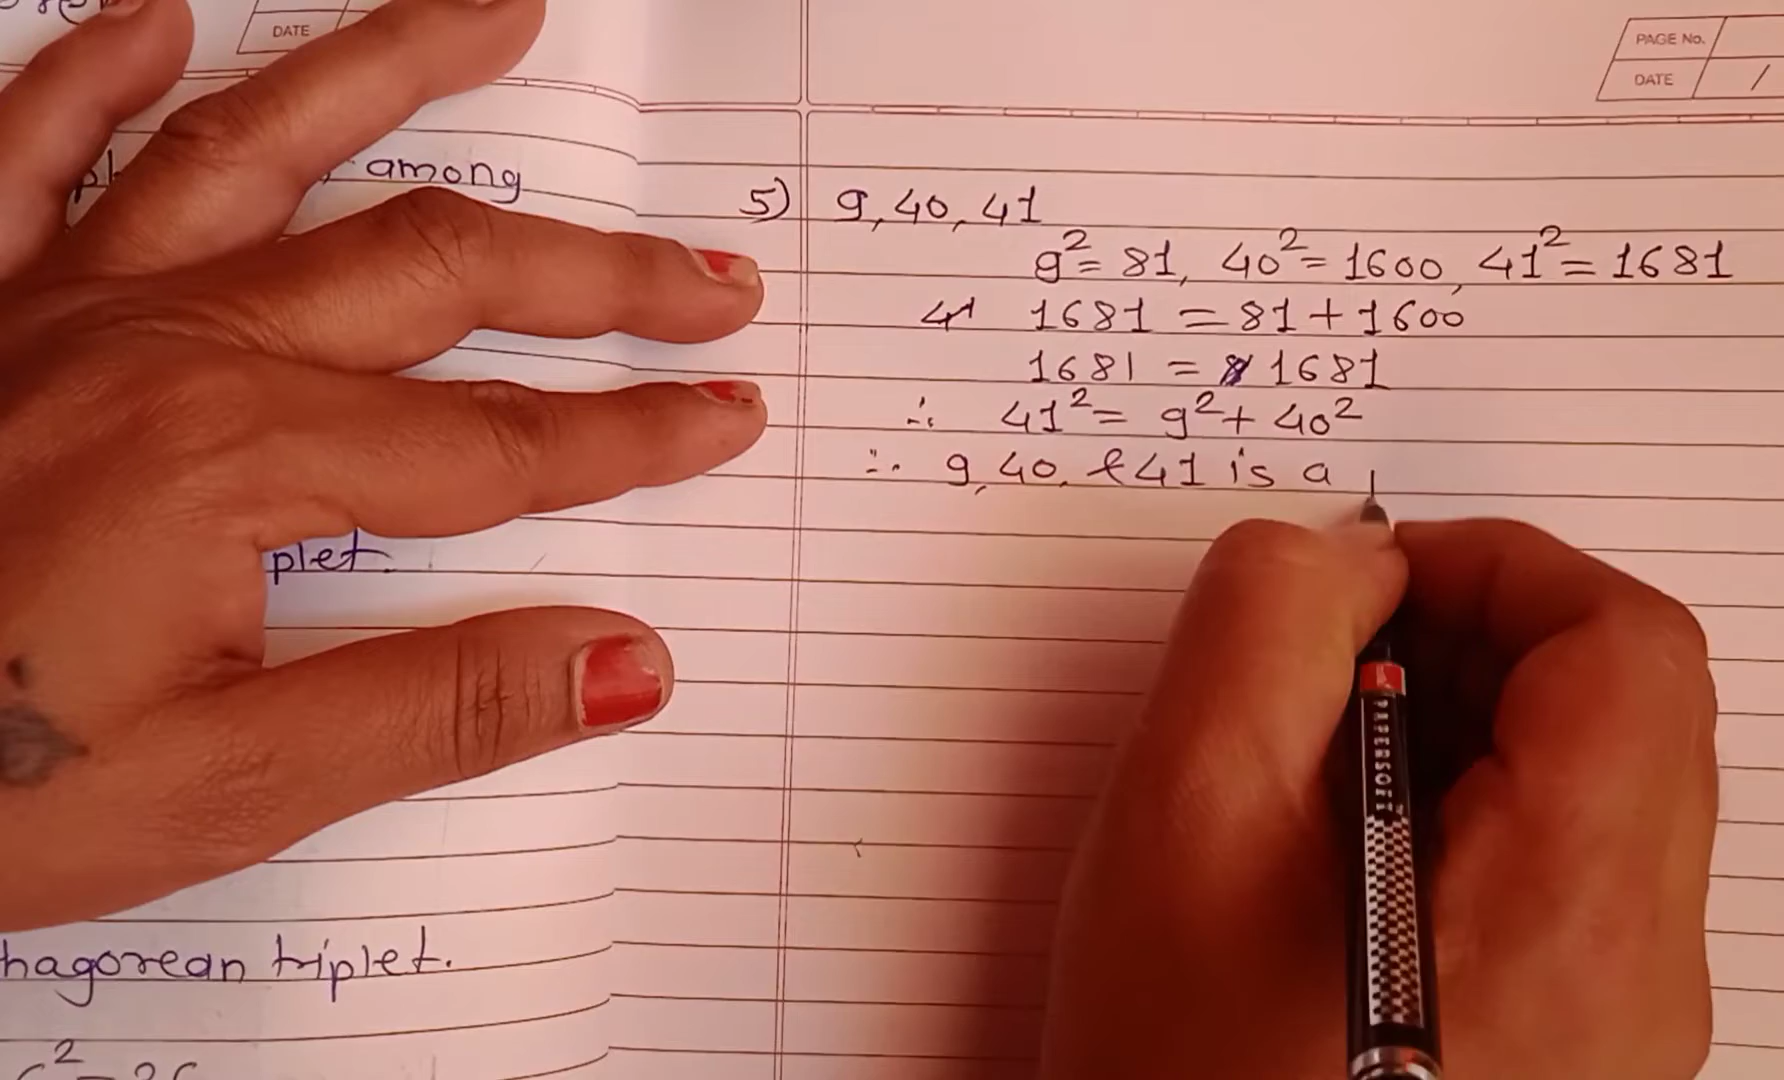 DATE
among
plet.
hagorean triplet.
PAGE No.
DATE /
5) 9, 40, 41
9² = 81, 40² = 1600, 41² = 1681
1681 = 81 + 1600
1681 = 1681
∴ 41² = 9² + 40²
∴ 9, 40, & 41 is a
PAPERSOFT